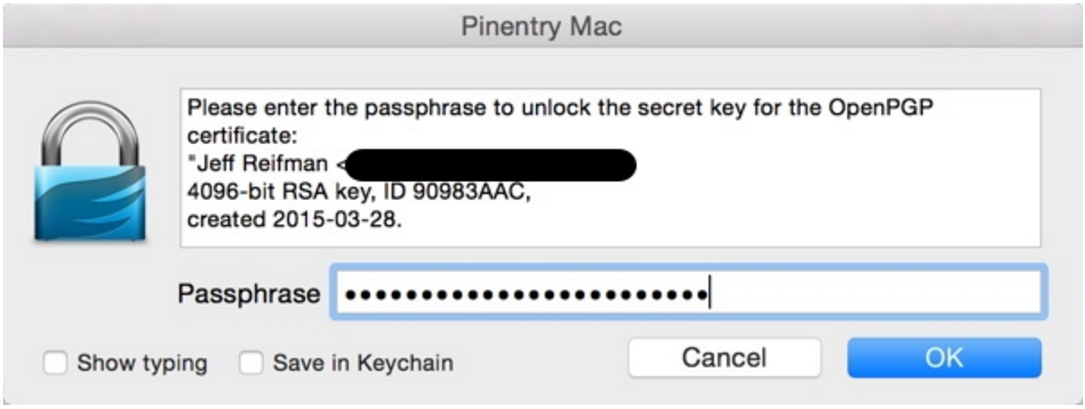 Pinentry Mac
Please enter the passphrase to unlock the secret key for the OpenPGP
certificate:
"Jeff Reifman <
4096-bit RSA key, ID 90983AAC,
created 2015-03-28.
Passphrase ••••••••••••••••••••••••
Show typing Save in Keychain Cancel OK